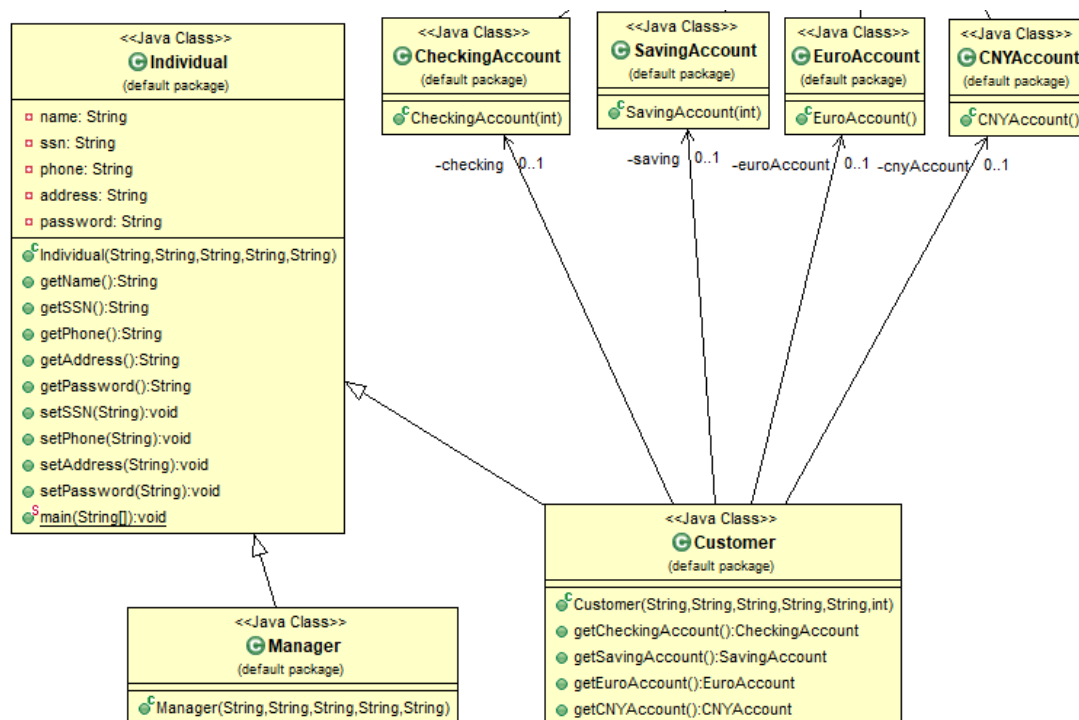 <<Java Class>>
Individual
(default package)
name: String
ssn: String
phone: String
address: String
password: String
Individual(String,String,String,String,String)
getName():String
getSSN():String
getPhone():String
getAddress():String
getPassword():String
setSSN(String):void
setPhone(String):void
setAddress(String):void
setPassword(String):void
main(String[]):void
<<Java Class>>
CheckingAccount
(default package)
CheckingAccount(int)
<<Java Class>>
SavingAccount
(default package)
SavingAccount(int)
<<Java Class>>
EuroAccount
(default package)
EuroAccount()
<<Java Class>>
CNYAccount
(default package)
CNYAccount()
-checking 0..1
-saving 0..1
-euroAccount 0..1
-cnyAccount 0..1
<<Java Class>>
Manager
(default package)
Manager(String,String,String,String,String)
<<Java Class>>
Customer
(default package)
Customer(String,String,String,String,String,int)
getCheckingAccount():CheckingAccount
getSavingAccount():SavingAccount
getEuroAccount():EuroAccount
getCNYAccount():CNYAccount